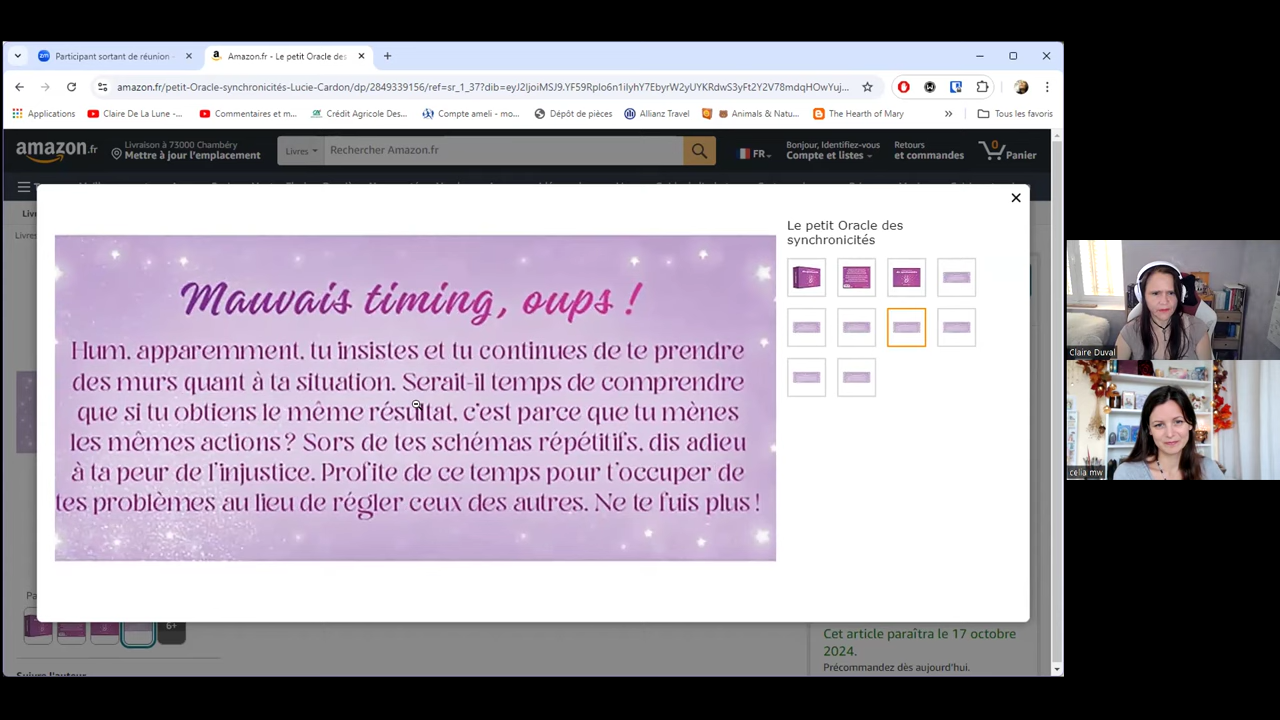 Participant sortant de réunion -
Amazon.fr - Le petit Oracle des
amazon.fr/petit-Oracle-synchronicités-Lucie-Cardon/dp/2849339156/ref=sr_1_37?dib=
Applications
Claire De La Lune -...
Commentaires et m...
Crédit Agricole Des...
Compte ameli - mo...
Dépôt de pièces
Allianz Travel
Animals & Natu...
The Hearth of Mary
»
Tous les favoris
amazon.fr
Livraison à 73000 Chambéry
Mettre à jour l'emplacement
Livres
Rechercher Amazon.fr
FR
Bonjour, Identifiez-vous
Compte et listes
Retours
et commandes
0
Panier
Le petit Oracle des
synchronicités
Mauvais timing, oups !
Hum, apparemment, tu insistes et tu continues de te prendre
des murs quant à ta situation. Serait-il temps de comprendre
que si tu obtiens le même résultat, c'est parce que tu mènes
les mêmes actions ? Sors de tes schémas répétitifs, dis adieu
à ta peur de l'injustice. Profite de ce temps pour t'occuper de
tes problèmes au lieu de régler ceux des autres. Ne te fuis plus !
6+
Cet article paraîtra le 17 octobre
2024.
Précommandez dès aujourd'hui.
Suivre l'auteur
Claire Duval
celia mw